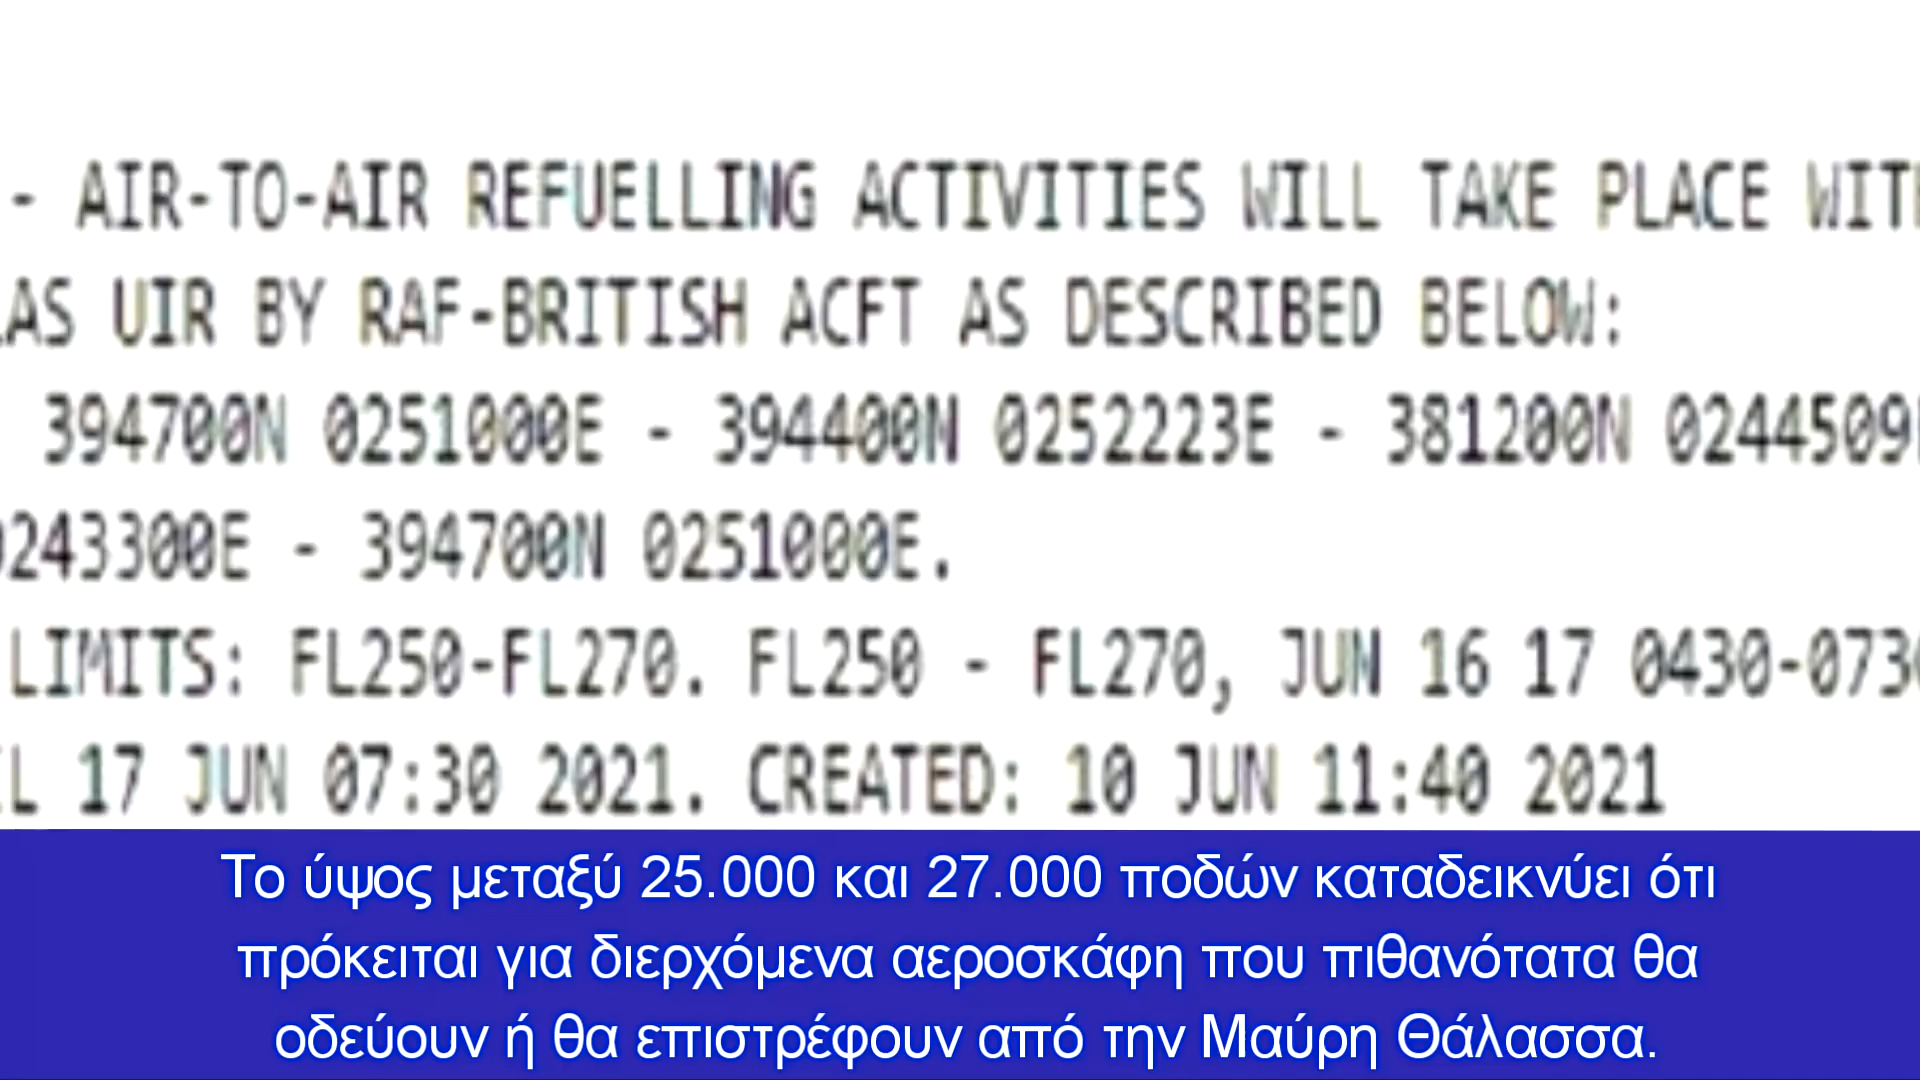 - AIR-TO-AIR REFUELLING ACTIVITIES WILL TAKE PLACE
AS UIR BY RAF-BRITISH ACFT AS DESCRIBED BELOW:
394700N 0251000E - 394400N 0252223E - 381200N 0244509
0243300E - 394700N 0251000E.
LIMITS: FL250-FL270. FL250 - FL270, JUN 16 17 0430-0730
17 JUN 07:30 2021. CREATED: 10 JUN 11:40 2021
Το ύψος μεταξύ 25.000 και 27.000 ποδών καταδεικνύει ότι
πρόκειται για διερχόμενα αεροσκάφη που πιθανότατα θα
οδεύουν ή θα επιστρέφουν από την Μαύρη Θάλασσα.